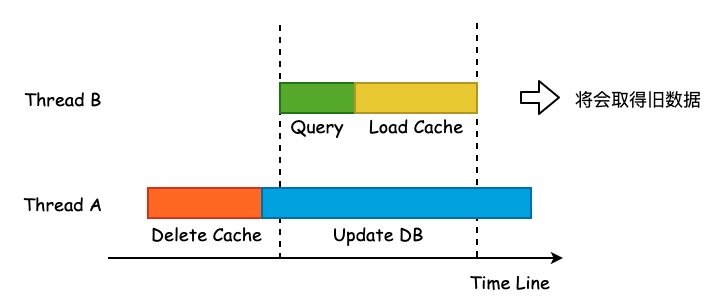 Thread B
将会取得旧数据
Query
Load Cache
Thread A
Delete Cache
Update DB
Time Line